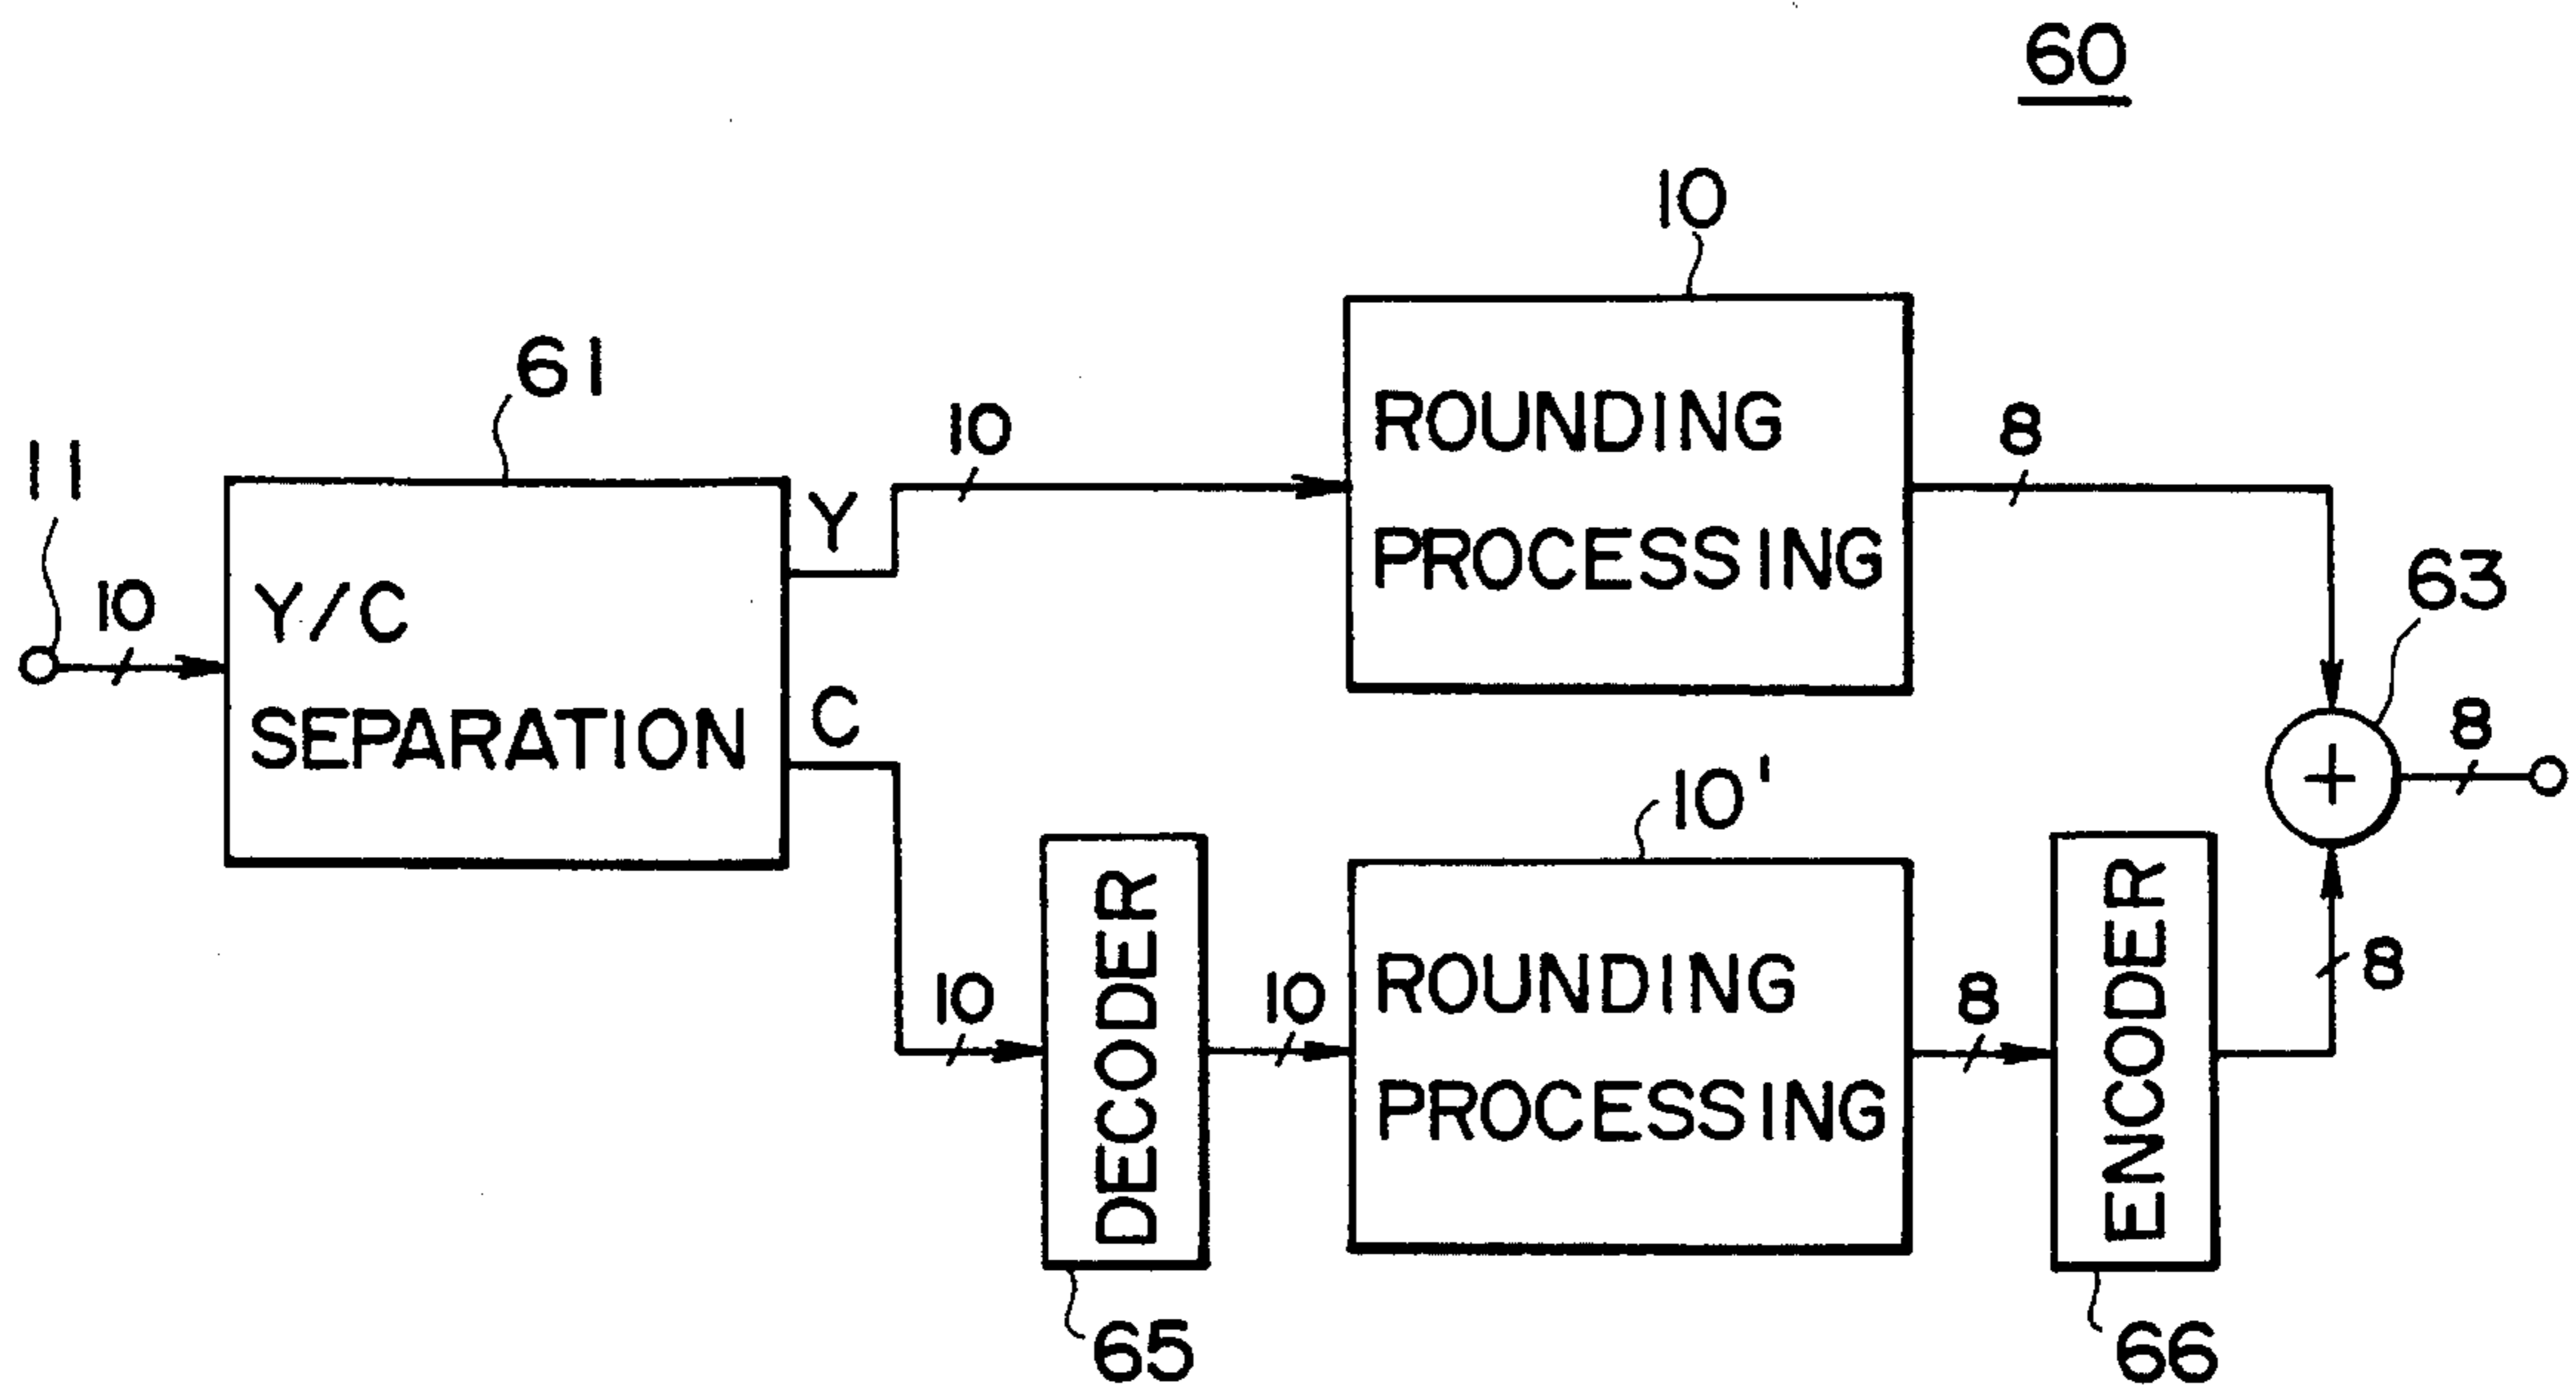 60
10
61
11
10
Y/C
SEPARATION
Y
C
10
ROUNDING
PROCESSING
8
63
8
10
DECODER
65
10
10'
ROUNDING
PROCESSING
8
ENCODER
66
8